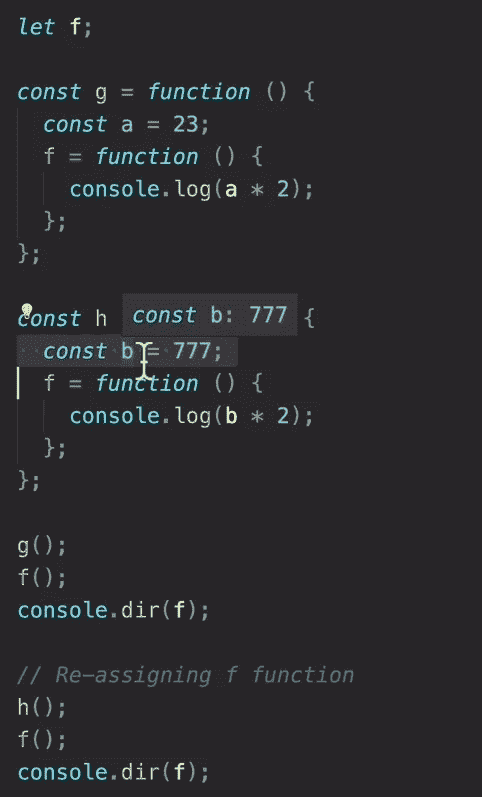 let f;
const g = function () {
const a = 23;
f = function () {
console.log(a * 2);
};
};
const h const b: 777 {
const b = 777;
f = function () {
console.log(b * 2);
};
};
g();
f();
console.dir(f);
// Re-assigning f function
h();
f();
console.dir(f);